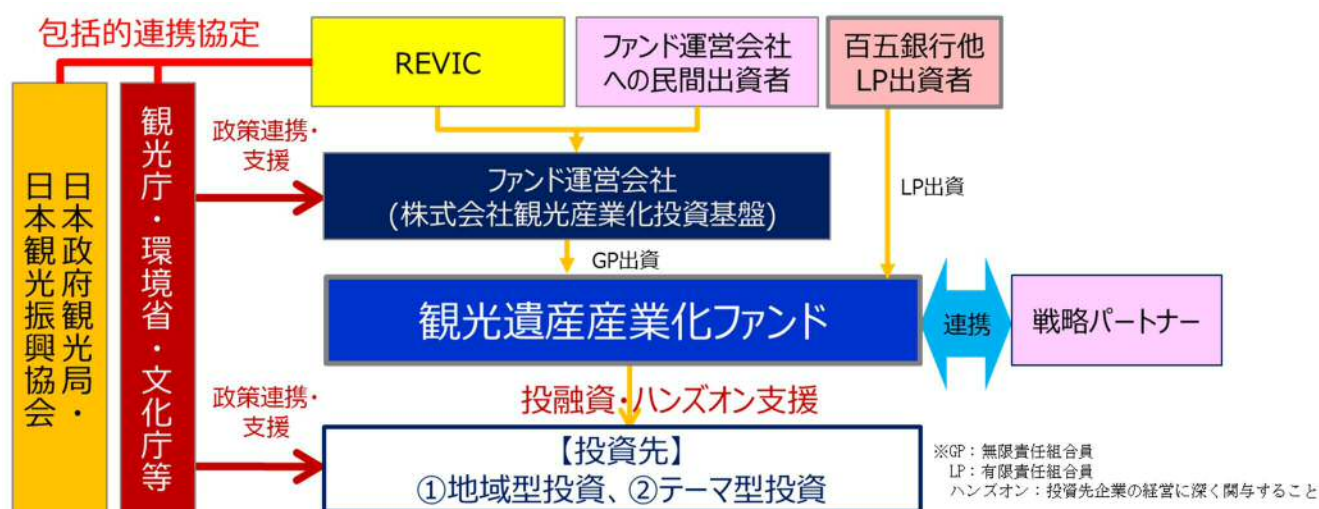 包括的連携協定
REVIC
ファンド運営会社
への民間出資者
百五銀行他
LP出資者
日本政府観光局・
日本観光振興協会
観光庁・環境省・文化庁等
政策連携・
支援
ファンド運営会社
(株式会社観光産業化投資基盤)
LP出資
GP出資
観光遺産産業化ファンド
連携
戦略パートナー
投融資・ハンズオン支援
政策連携・
支援
【投資先】
①地域型投資、②テーマ型投資
※GP：無限責任組合員
LP：有限責任組合員
ハンズオン：投資先企業の経営に深く関与すること